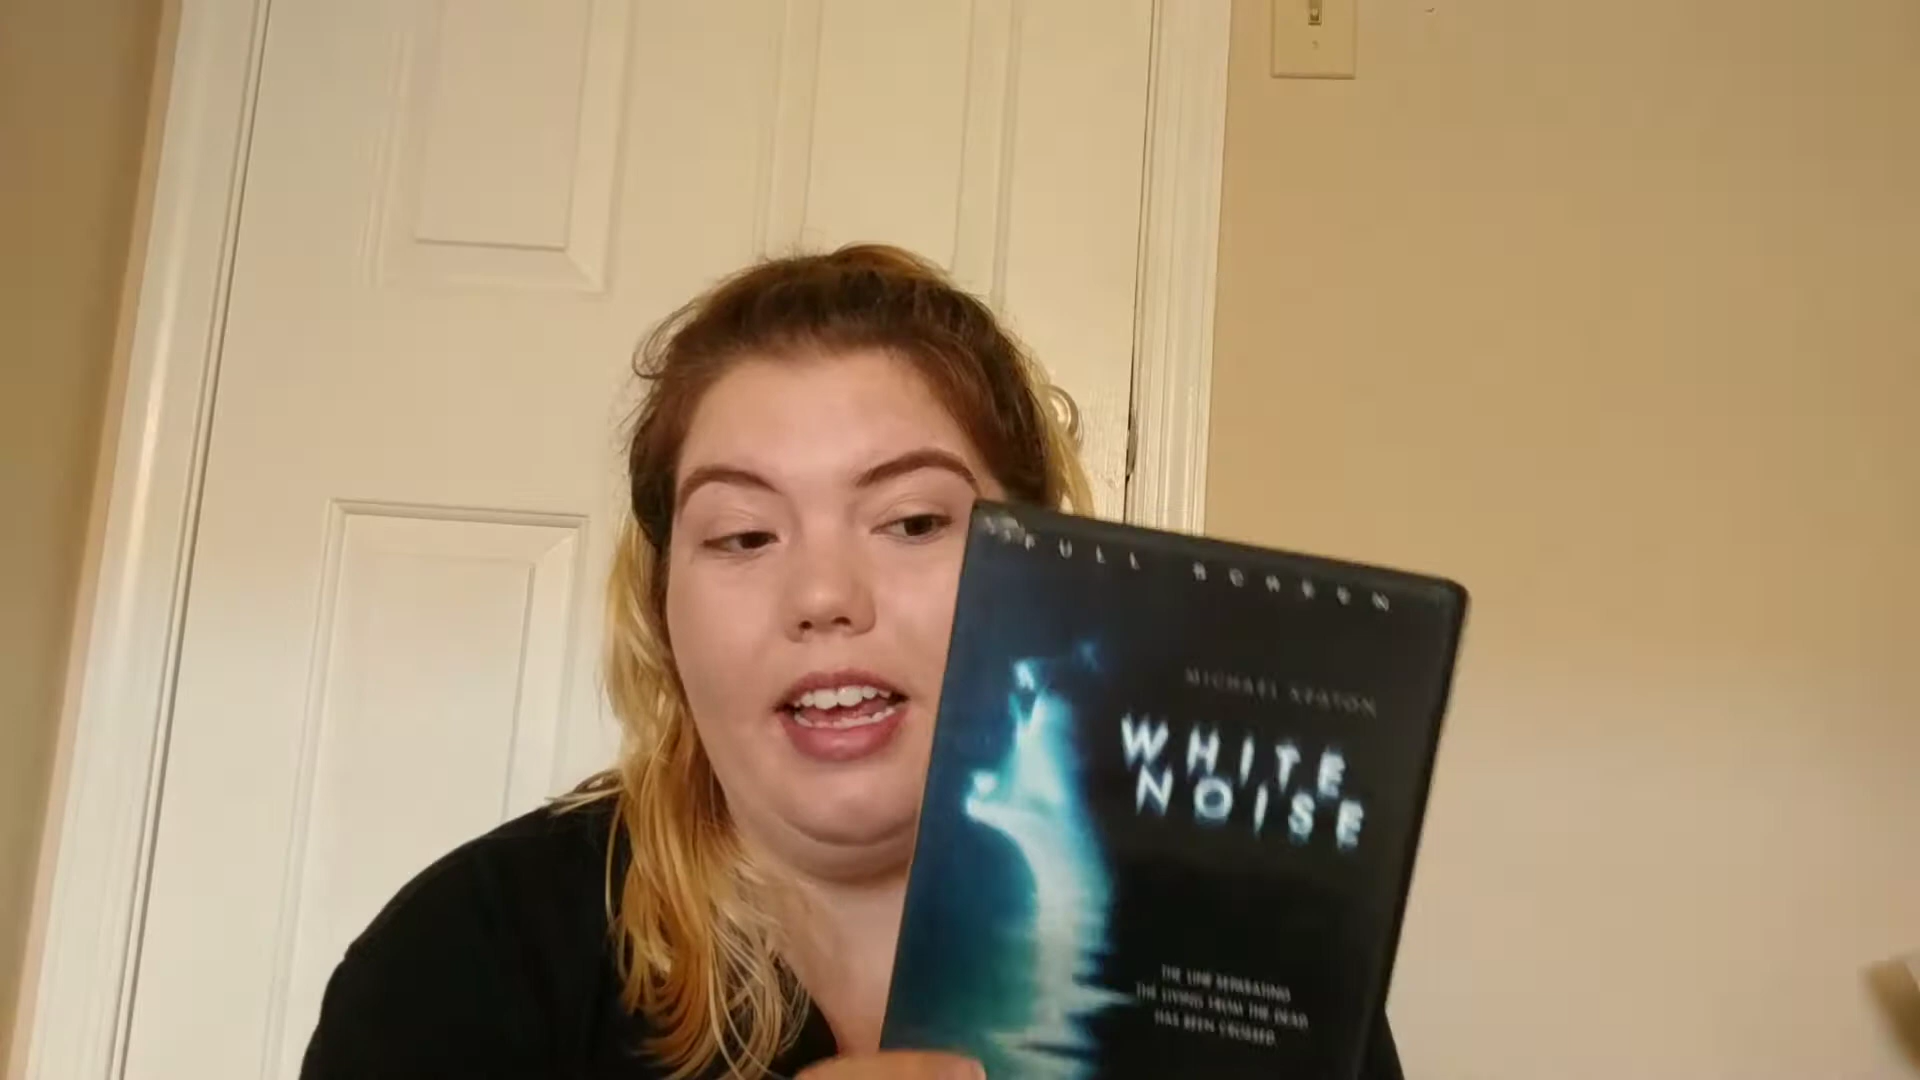 FULL SCREEN
MICHAEL KEATON
WHITE
NOISE
THE LINE SEPARATING
THE LIVING FROM THE DEAD
HAS BEEN CROSSED.